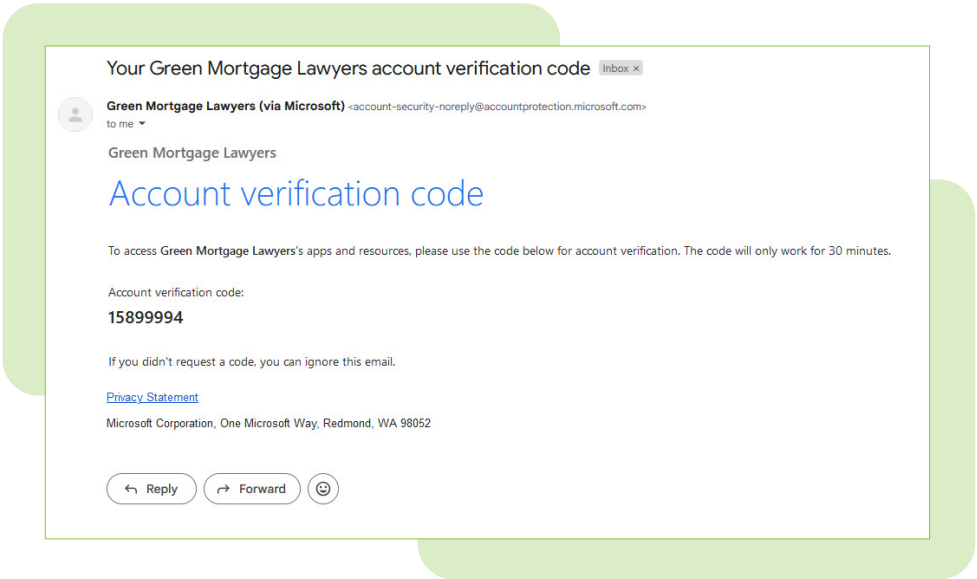 Your Green Mortgage Lawyers account verification code Inbox ×
Green Mortgage Lawyers (via Microsoft) <account-security-noreply@accountprotection.microsoft.com>
to me
Green Mortgage Lawyers
Account verification code
To access Green Mortgage Lawyers's apps and resources, please use the code below for account verification. The code will only work for 30 minutes.
Account verification code:
15899994
If you didn't request a code, you can ignore this email.
Privacy Statement
Microsoft Corporation, One Microsoft Way, Redmond, WA 98052
Reply Forward